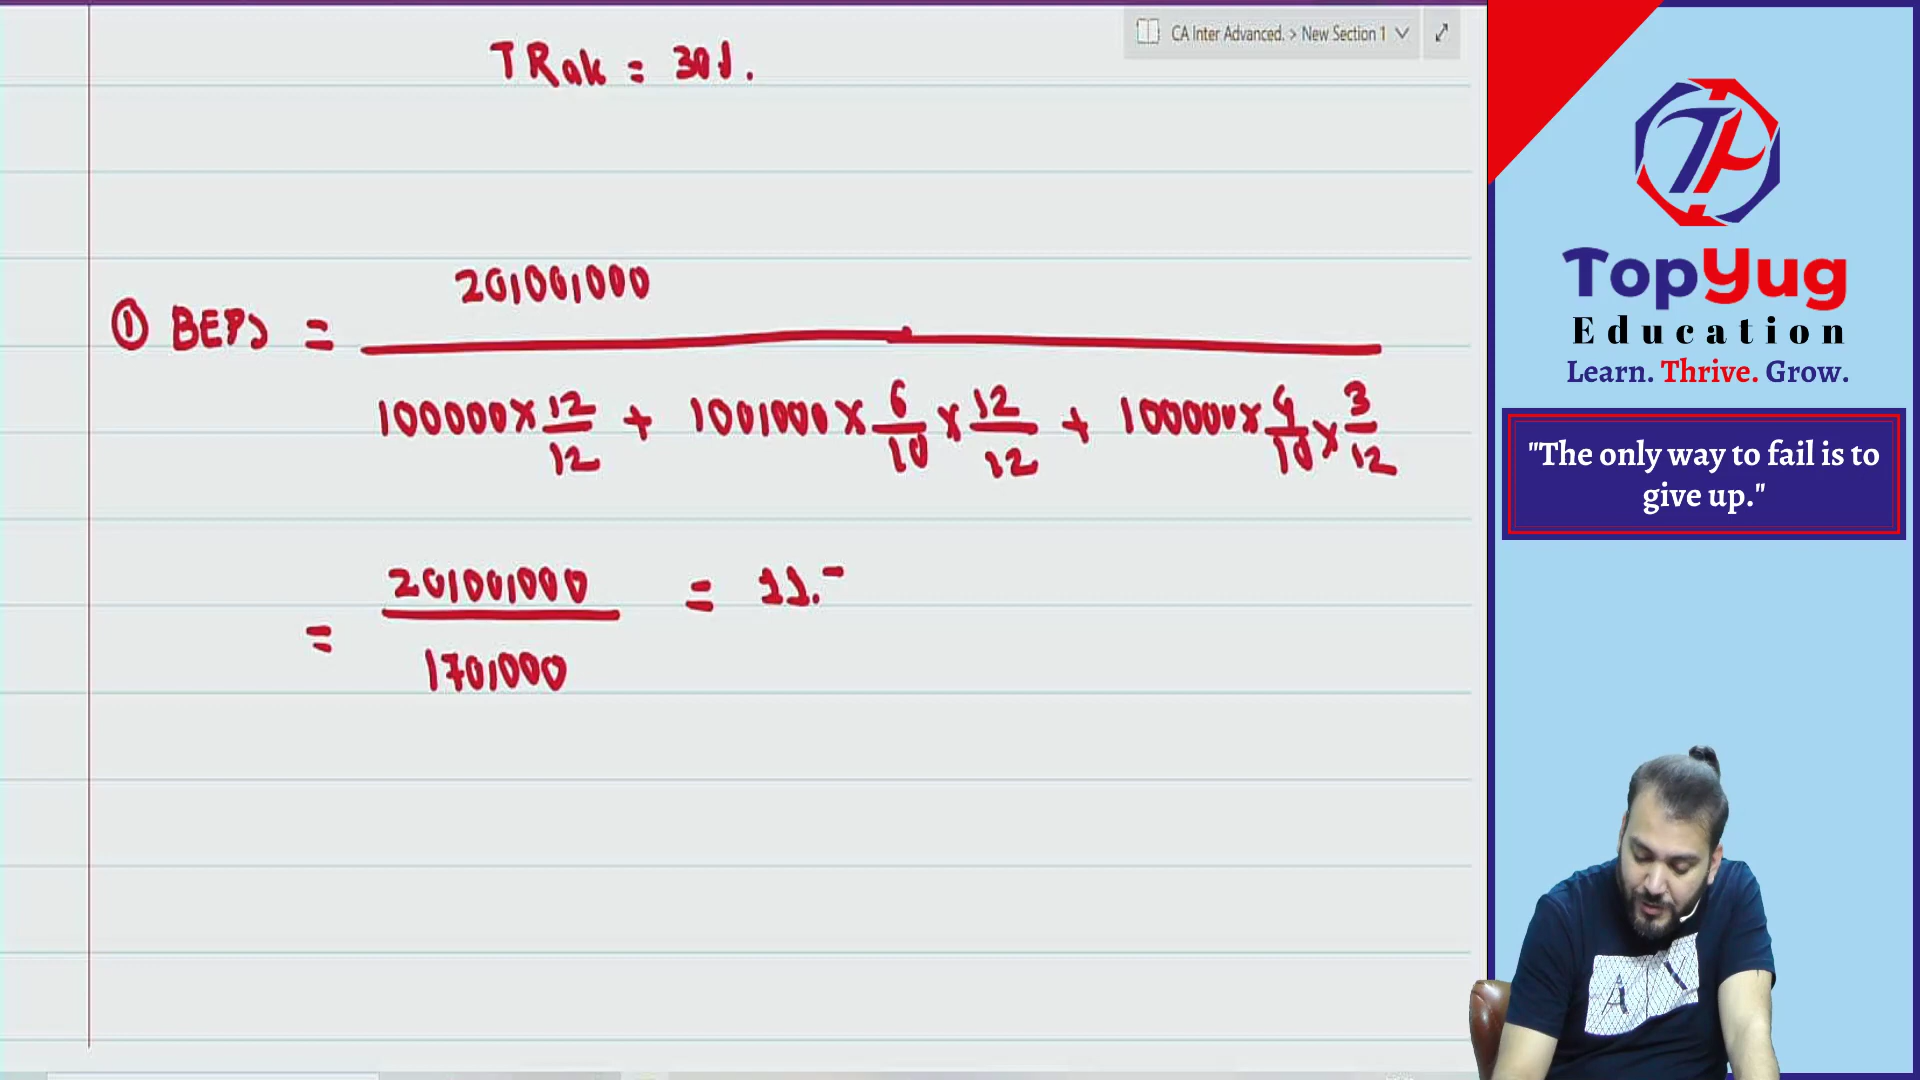 CA Inter Advanced. > New Section 1
TRak = 30%.
① BEPS = 20,00,000
100000 × 12/12 + 1,00,000 × 6/10 × 12/12 + 100000 × 4/10 × 3/12
= 20,00,000 / 1,70,000 = 11.
TopYug
Education
Learn. Thrive. Grow.
"The only way to fail is to
give up."